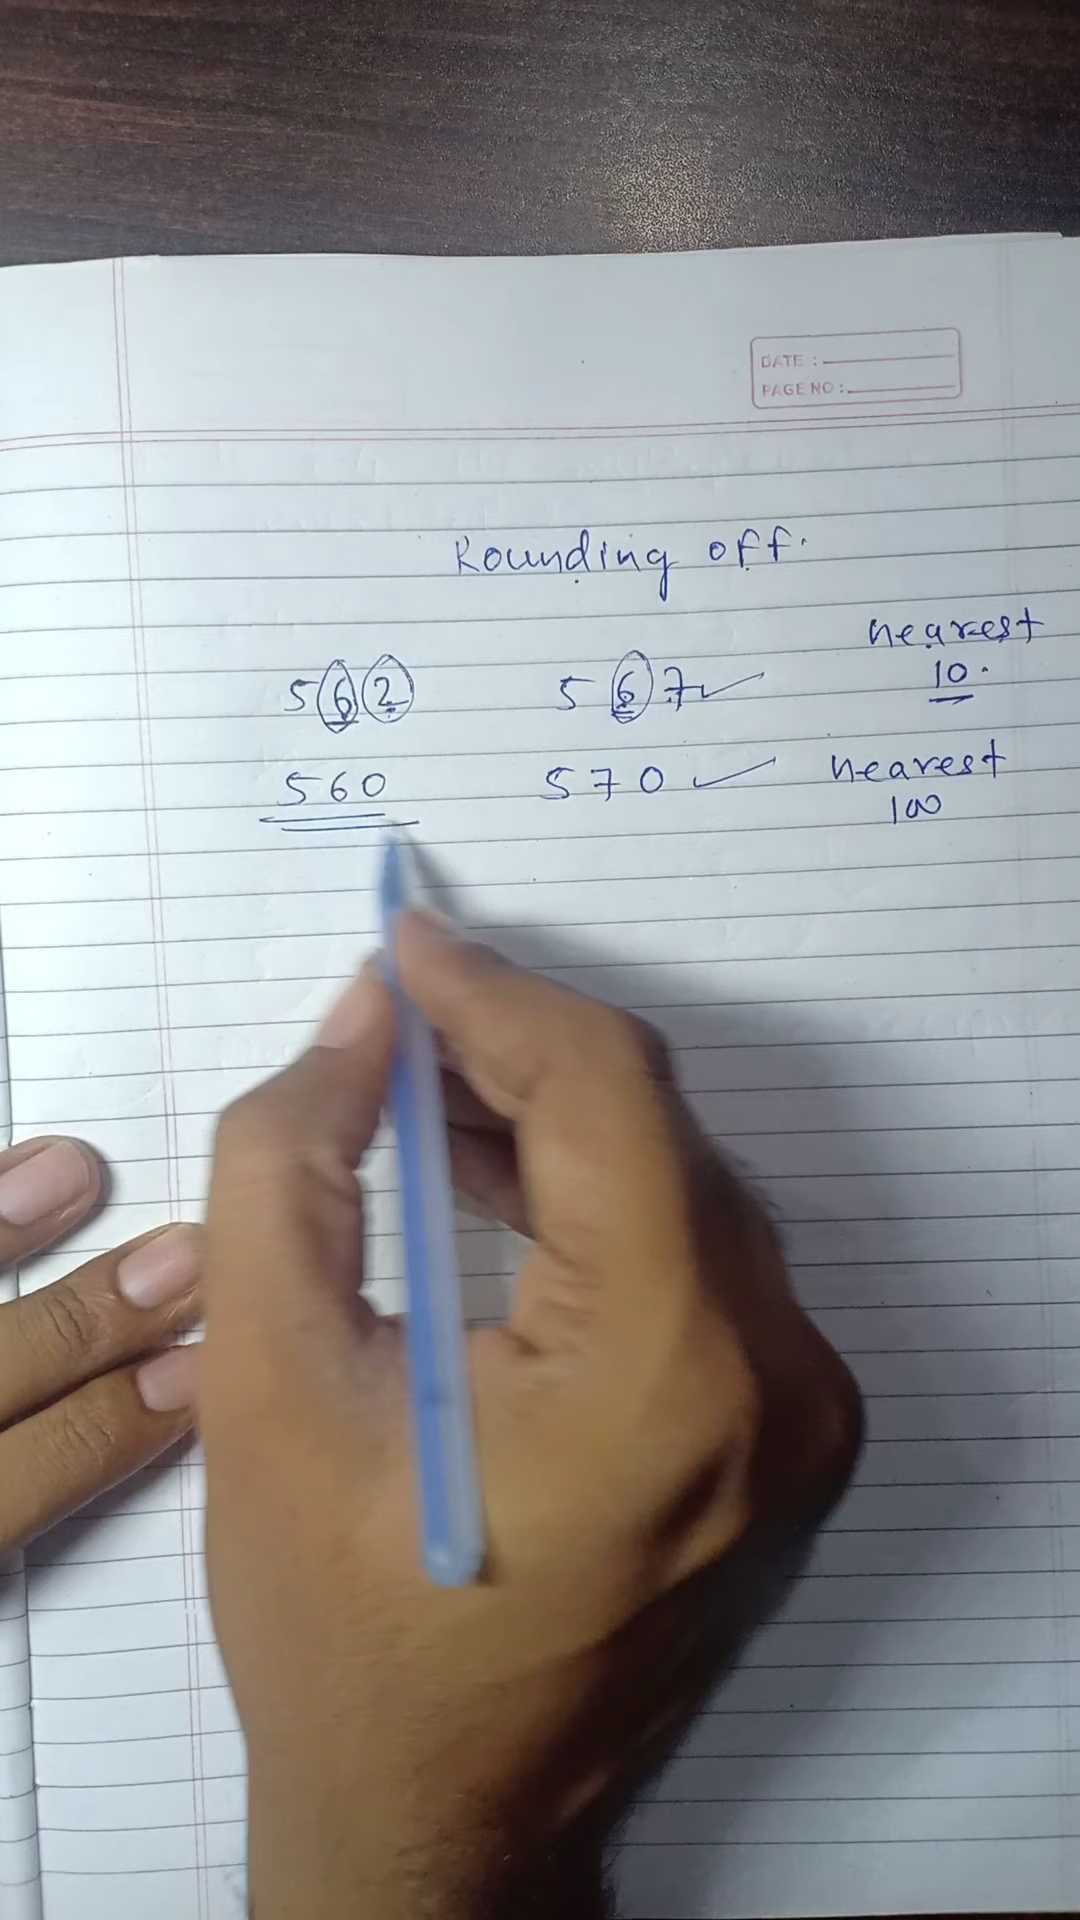 DATE :
PAGE NO :
Rounding off.
562 567 nearest
10.
560 570 nearest
100